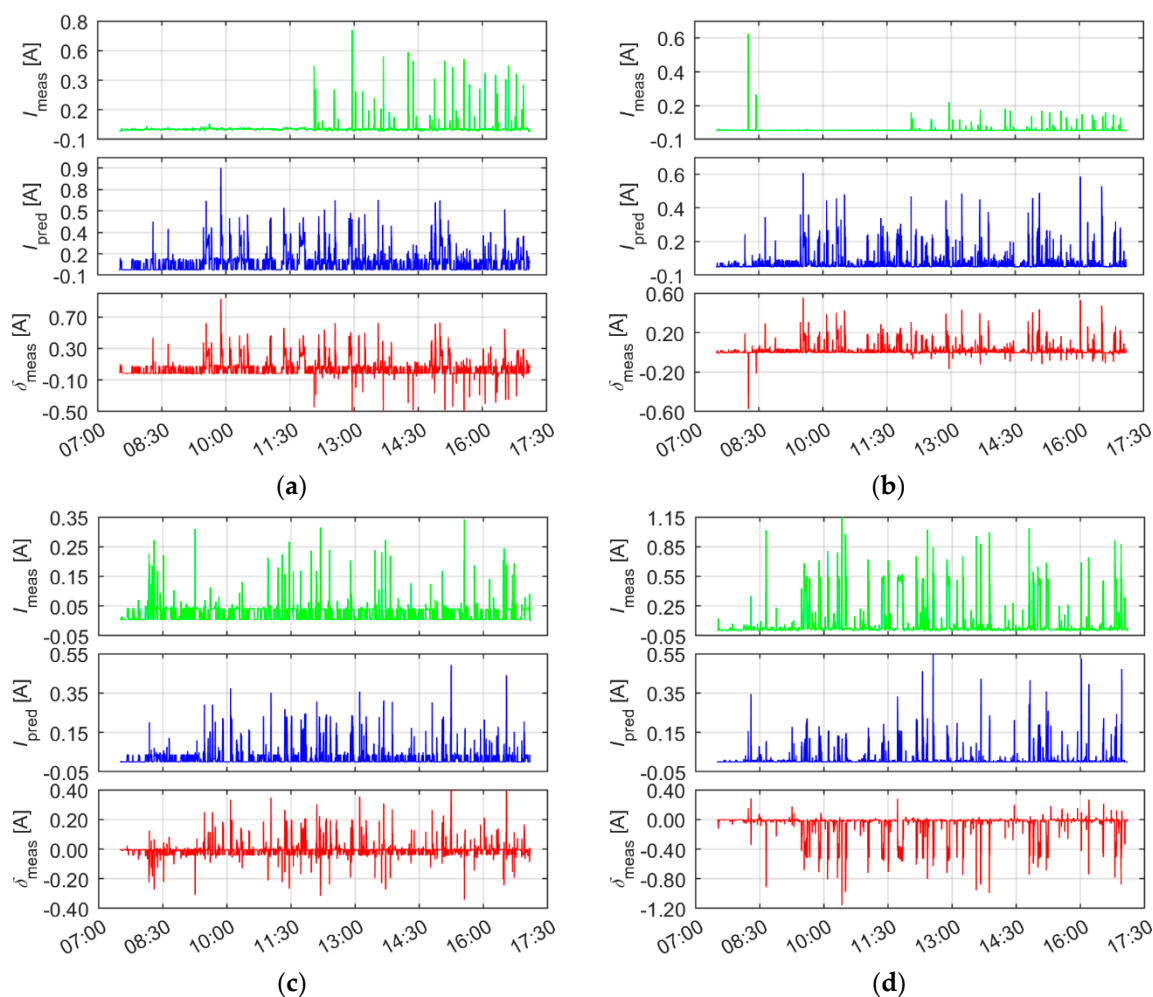 0.8
0.6
0.3
0.2
-0.1
I_meas [A]
0.9
0.8
0.5
0.4
0.2
-0.1
I_pred [A]
0.70
0.30
-0.10
-0.50
δ_meas [A]
07:00 08:30 10:00 11:30 13:00 14:30 16:00 17:30
(a)
0.6
0.6
0.2
-0.1
I_meas [A]
0.6
0.4
0.2
-0.1
I_pred [A]
0.60
0.20
-0.20
-0.60
δ_meas [A]
07:00 08:30 10:00 11:30 13:00 14:30 16:00 17:30
(b)
0.35
0.25
0.15
0.05
-0.05
I_meas [A]
0.55
0.35
0.15
-0.05
I_pred [A]
0.40
0.20
0.00
-0.20
-0.40
δ_meas [A]
07:00 08:30 10:00 11:30 13:00 14:30 16:00 17:30
(c)
1.15
0.85
0.55
0.25
-0.05
I_meas [A]
0.55
0.35
0.15
-0.05
I_pred [A]
0.00
-0.40
-0.80
-1.20
δ_meas [A]
07:00 08:30 10:00 11:30 13:00 14:30 16:00 17:30
(d)